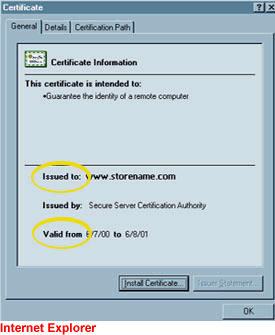 Certificate
General Details Certification Path
Certificate Information
This certificate is intended to:
•Guarantee the identity of a remote computer
Issued to: www.storename.com
Issued by: Secure Server Certification Authority
Valid from 6/7/00 to 6/8/01
Install Certificate... Issuer Statement...
OK
Internet Explorer